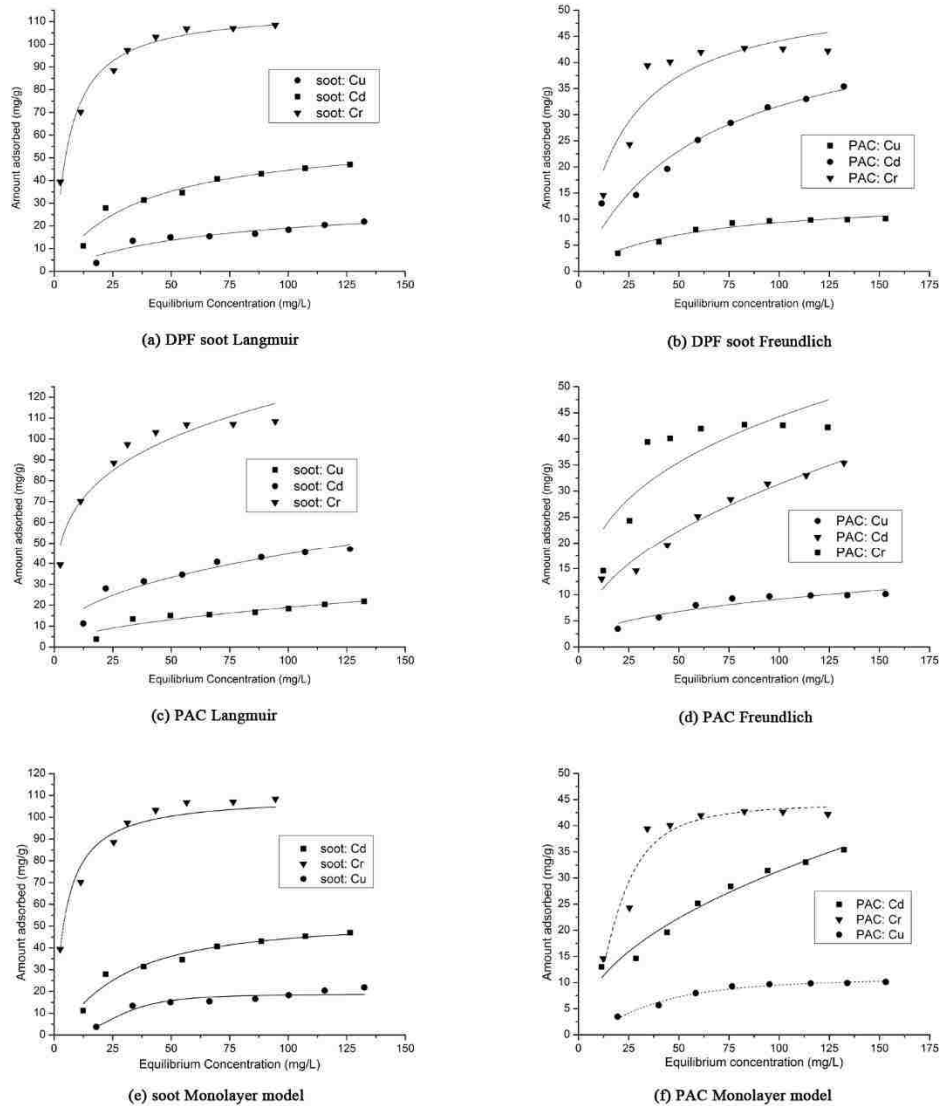 110
100
90
80
70
60
50
40
30
20
10
0
Amount adsorbed (mg/g)
soot: Cu
soot: Cd
soot: Cr
0 25 50 75 100 125 150
Equilibrium Concentration (mg/L)
(a) DPF soot Langmuir
50
45
40
35
30
25
20
15
10
5
0
Amount adsorbed (mg/g)
PAC: Cu
PAC: Cd
PAC: Cr
0 25 50 75 100 125 150 175
Equilibrium concentration (mg/L)
(b) DPF soot Freundlich
120
110
100
90
80
70
60
50
40
30
20
10
0
Amount adsorbed (mg/g)
soot: Cu
soot: Cd
soot: Cr
0 25 50 75 100 125 150
Equilibrium Concentration (mg/L)
(c) PAC Langmuir
50
45
40
35
30
25
20
15
10
5
0
Amount adsorbed (mg/g)
PAC: Cu
PAC: Cd
PAC: Cr
0 25 50 75 100 125 150 175
Equilibrium concentration (mg/L)
(d) PAC Freundlich
120
110
100
90
80
70
60
50
40
30
20
10
0
Amount adsorbed (mg/g)
soot: Cd
soot: Cr
soot: Cu
0 25 50 75 100 125 150
Equilibrium Concentration (mg/L)
(e) soot Monolayer model
50
45
40
35
30
25
20
15
10
5
0
Amount adsorbed (mg/g)
PAC: Cd
PAC: Cr
PAC: Cu
0 25 50 75 100 125 150 175
Equilibrium concentration (mg/L)
(f) PAC Monolayer model